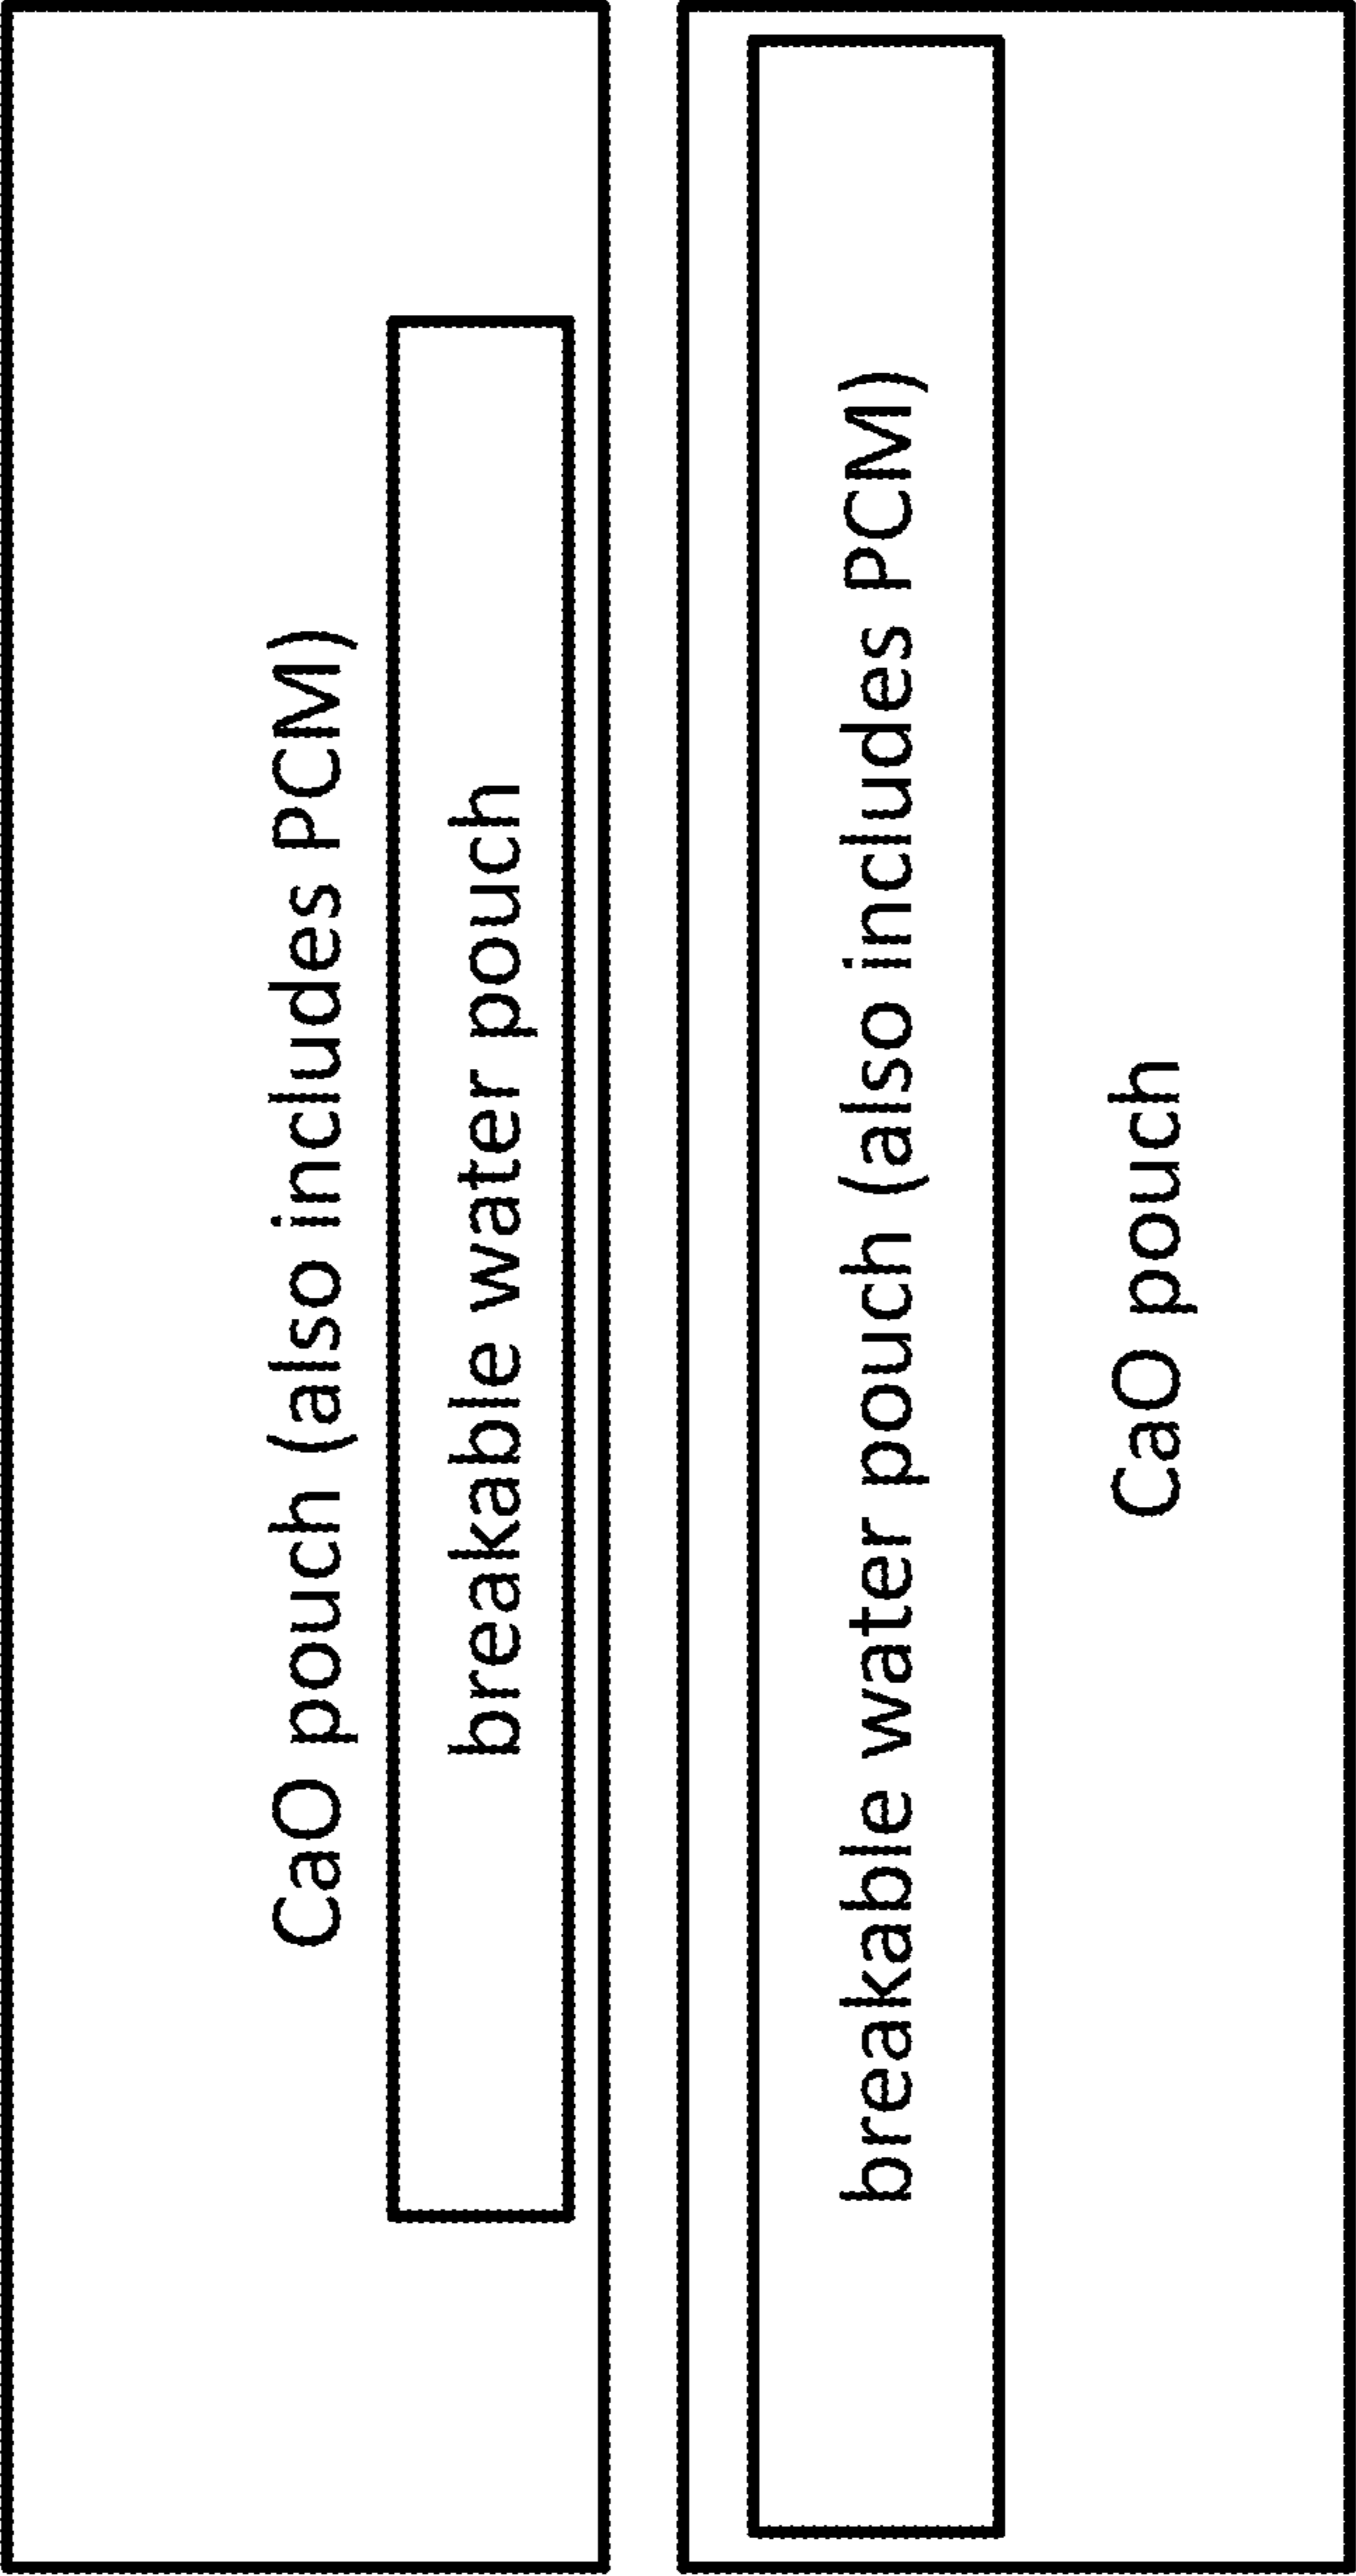 CaO pouch (also includes PCM)
breakable water pouch
breakable water pouch (also includes PCM)
CaO pouch